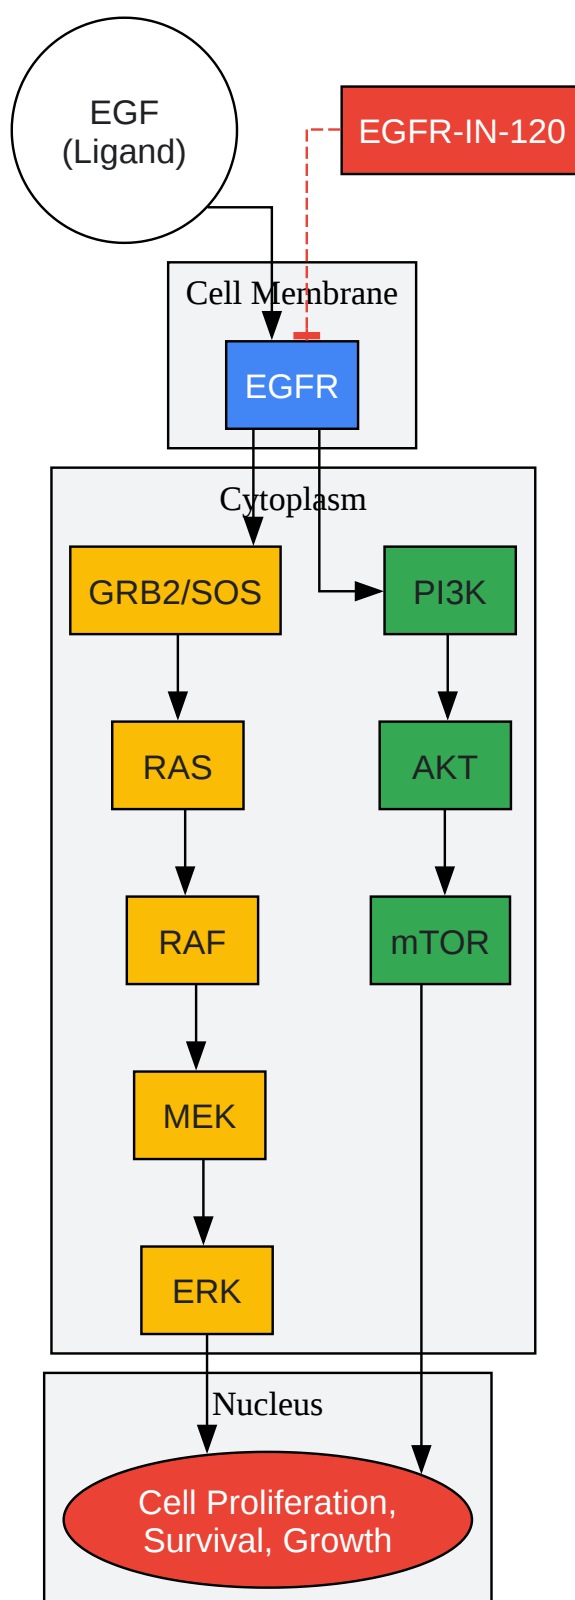 EGF
(Ligand)
EGFR-IN-120
Cell Membrane
EGFR
Cytoplasm
GRB2/SOS
PI3K
RAS
AKT
RAF
mTOR
MEK
ERK
Nucleus
Cell Proliferation,
Survival, Growth